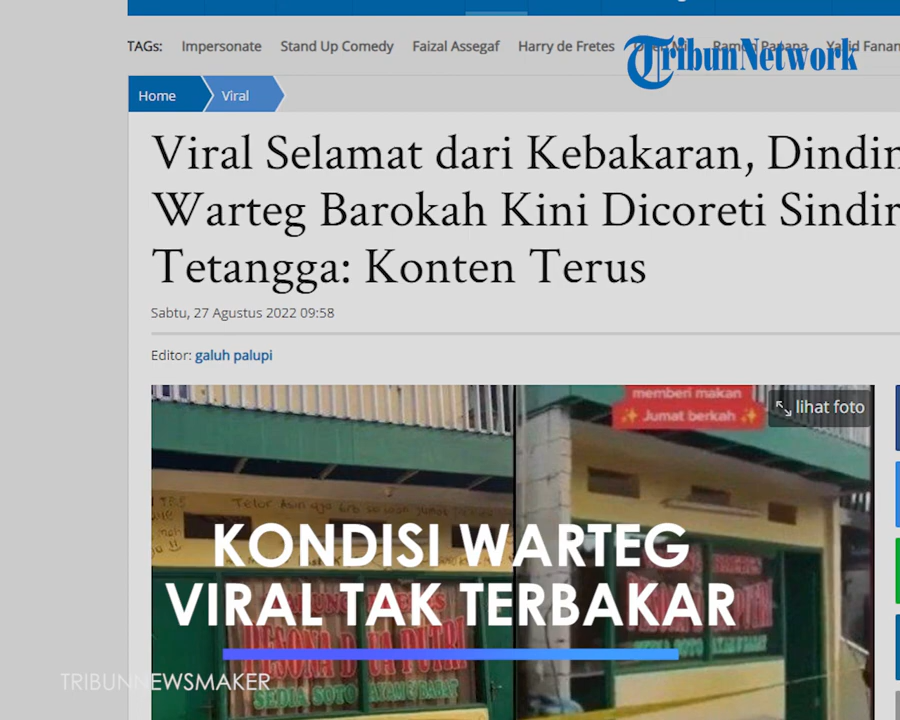 TAGs: Impersonate Stand Up Comedy Faizal Assegaf Harry de Fretes
TribunNetwork
Home Viral
Viral Selamat dari Kebakaran, Dindin
Warteg Barokah Kini Dicoreti Sindir
Tetangga: Konten Terus
Sabtu, 27 Agustus 2022 09:58
Editor: galuh palupi
memberi makan
✨ Jumat berkah ✨
lihat foto
KONDISI WARTEG
VIRAL TAK TERBAKAR
SEDIA SOTO
TRIBUNNEWSMAKER